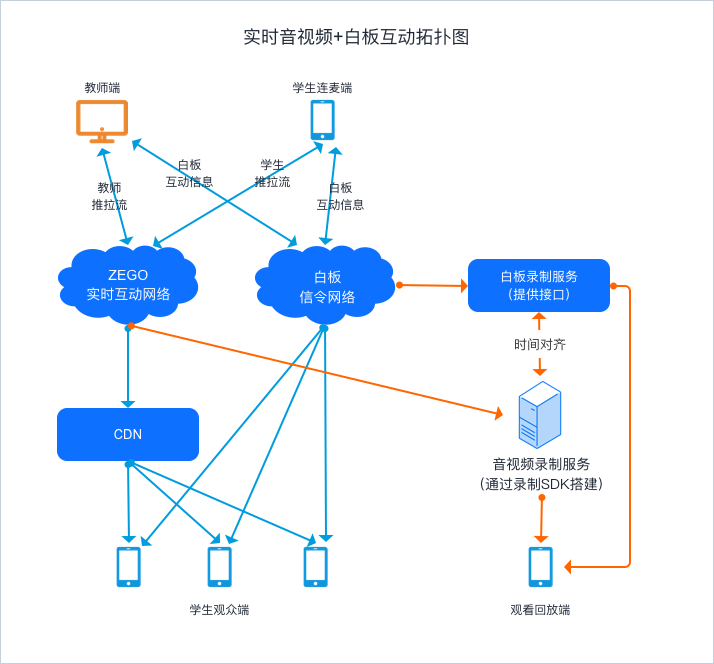 实时音视频+白板互动拓扑图
教师端
学生连麦端
白板
互动信息
学生
推拉流
教师
推拉流
白板
互动信息
ZEGO
实时互动网络
白板
信令网络
白板录制服务
（提供接口）
时间对齐
CDN
音视频录制服务
（通过录制SDK搭建）
学生观众端
观看回放端